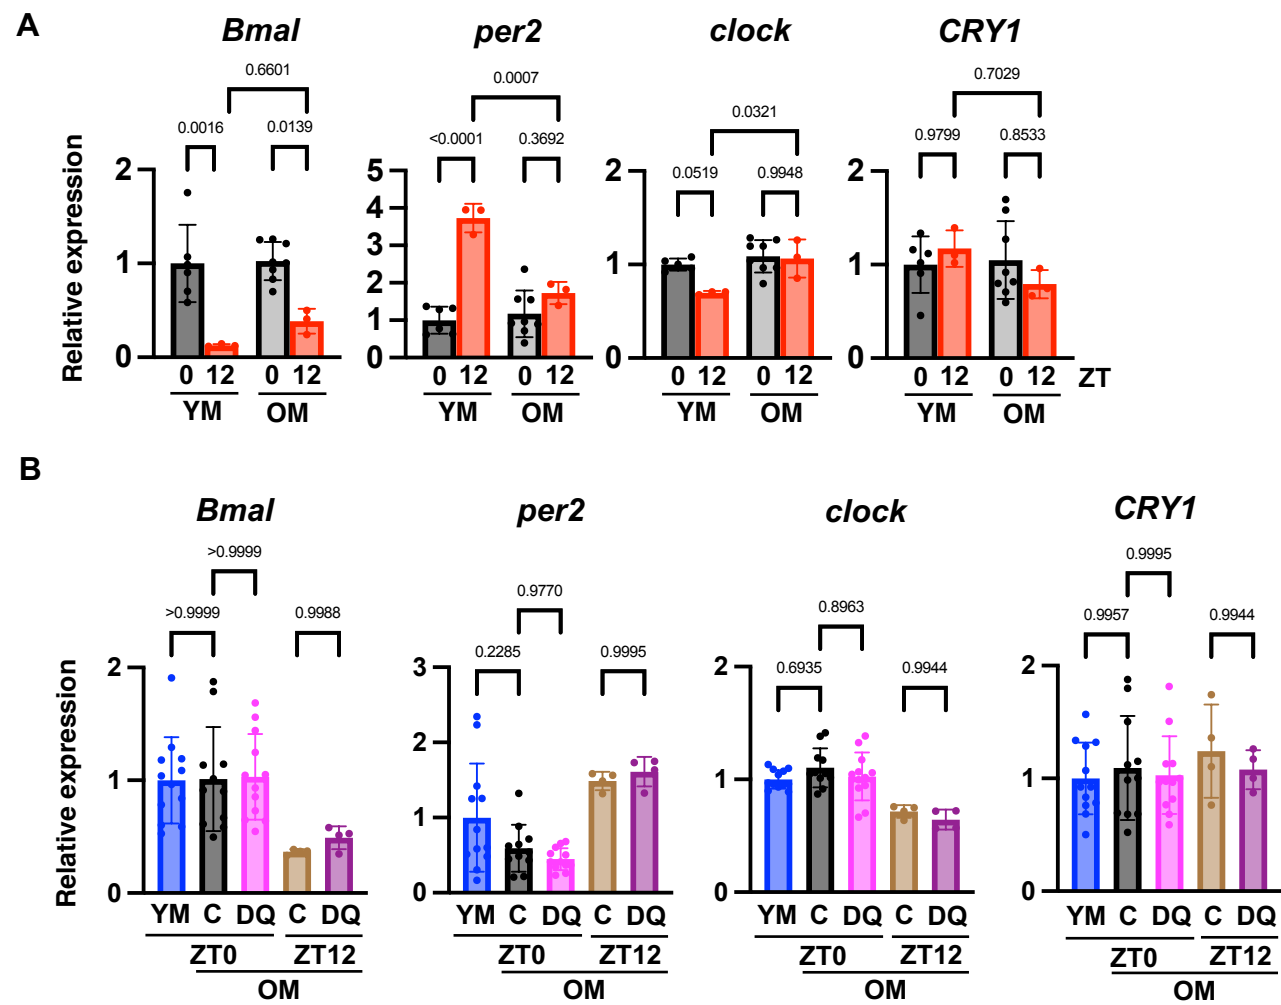 A
Bmal per2 clock CRY1
0.6601 0.0007 0.0321 0.7029
0.0016 0.0139 <0.0001 0.3692 0.0519 0.9948 0.9799 0.8533
Relative expression
2
1
0
5
4
3
2
1
0
2
1
0
2
1
0
0 12 0 12 0 12 0 12 0 12 0 12 0 12 0 12 ZT
YM OM YM OM YM OM YM OM
B
Bmal per2 clock CRY1
>0.9999 0.9770 0.8963 0.9995
>0.9999 0.9988 0.2285 0.9995 0.6935 0.9944 0.9957 0.9944
Relative expression
2
1
0
3
2
1
0
2
1
0
2
1
0
YM C DQ C DQ YM C DQ C DQ YM C DQ C DQ YM C DQ C DQ
ZT0 ZT12 ZT0 ZT12 ZT0 ZT12 ZT0 ZT12
OM OM OM OM